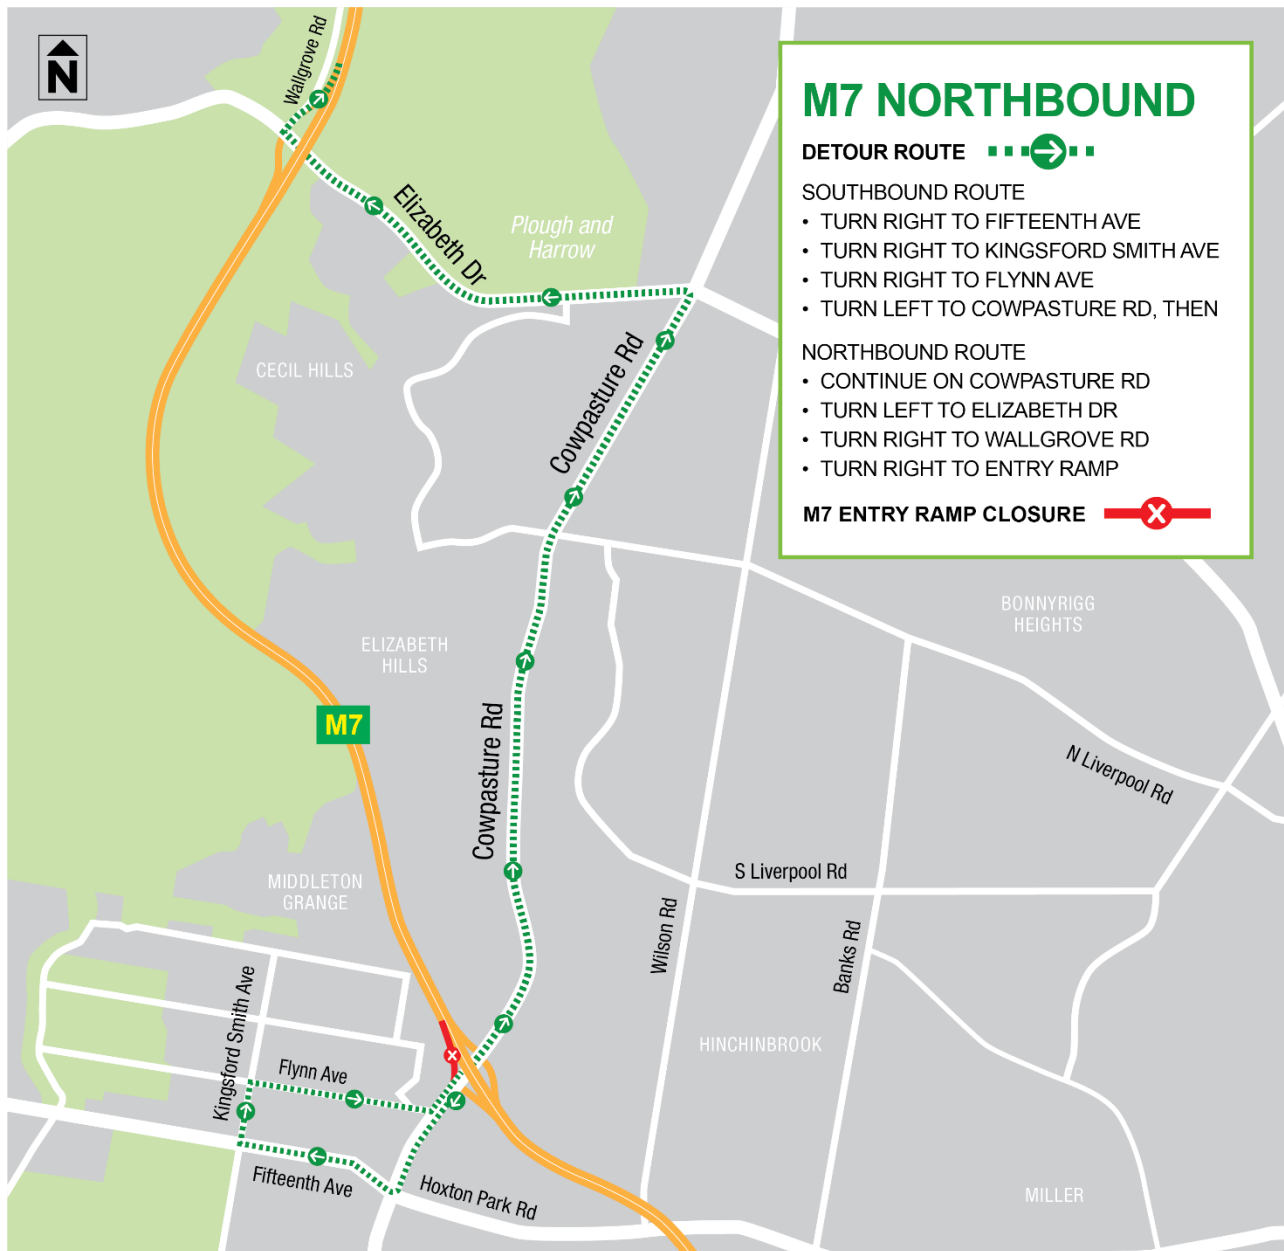 N
Wallgrove Rd
M7 NORTHBOUND
DETOUR ROUTE
SOUTHBOUND ROUTE
• TURN RIGHT TO FIFTEENTH AVE
• TURN RIGHT TO KINGSFORD SMITH AVE
• TURN RIGHT TO FLYNN AVE
• TURN LEFT TO COWPASTURE RD, THEN
NORTHBOUND ROUTE
• CONTINUE ON COWPASTURE RD
• TURN LEFT TO ELIZABETH DR
• TURN RIGHT TO WALLGROVE RD
• TURN RIGHT TO ENTRY RAMP
M7 ENTRY RAMP CLOSURE
Elizabeth Dr
Plough and
Harrow
CECIL HILLS
Cowpasture Rd
BONNYRIGG
HEIGHTS
ELIZABETH
HILLS
M7
Cowpasture Rd
N Liverpool Rd
S Liverpool Rd
MIDDLETON
GRANGE
Wilson Rd
Banks Rd
Kingsford Smith Ave
HINCHINBROOK
Flynn Ave
Fifteenth Ave
Hoxton Park Rd
MILLER